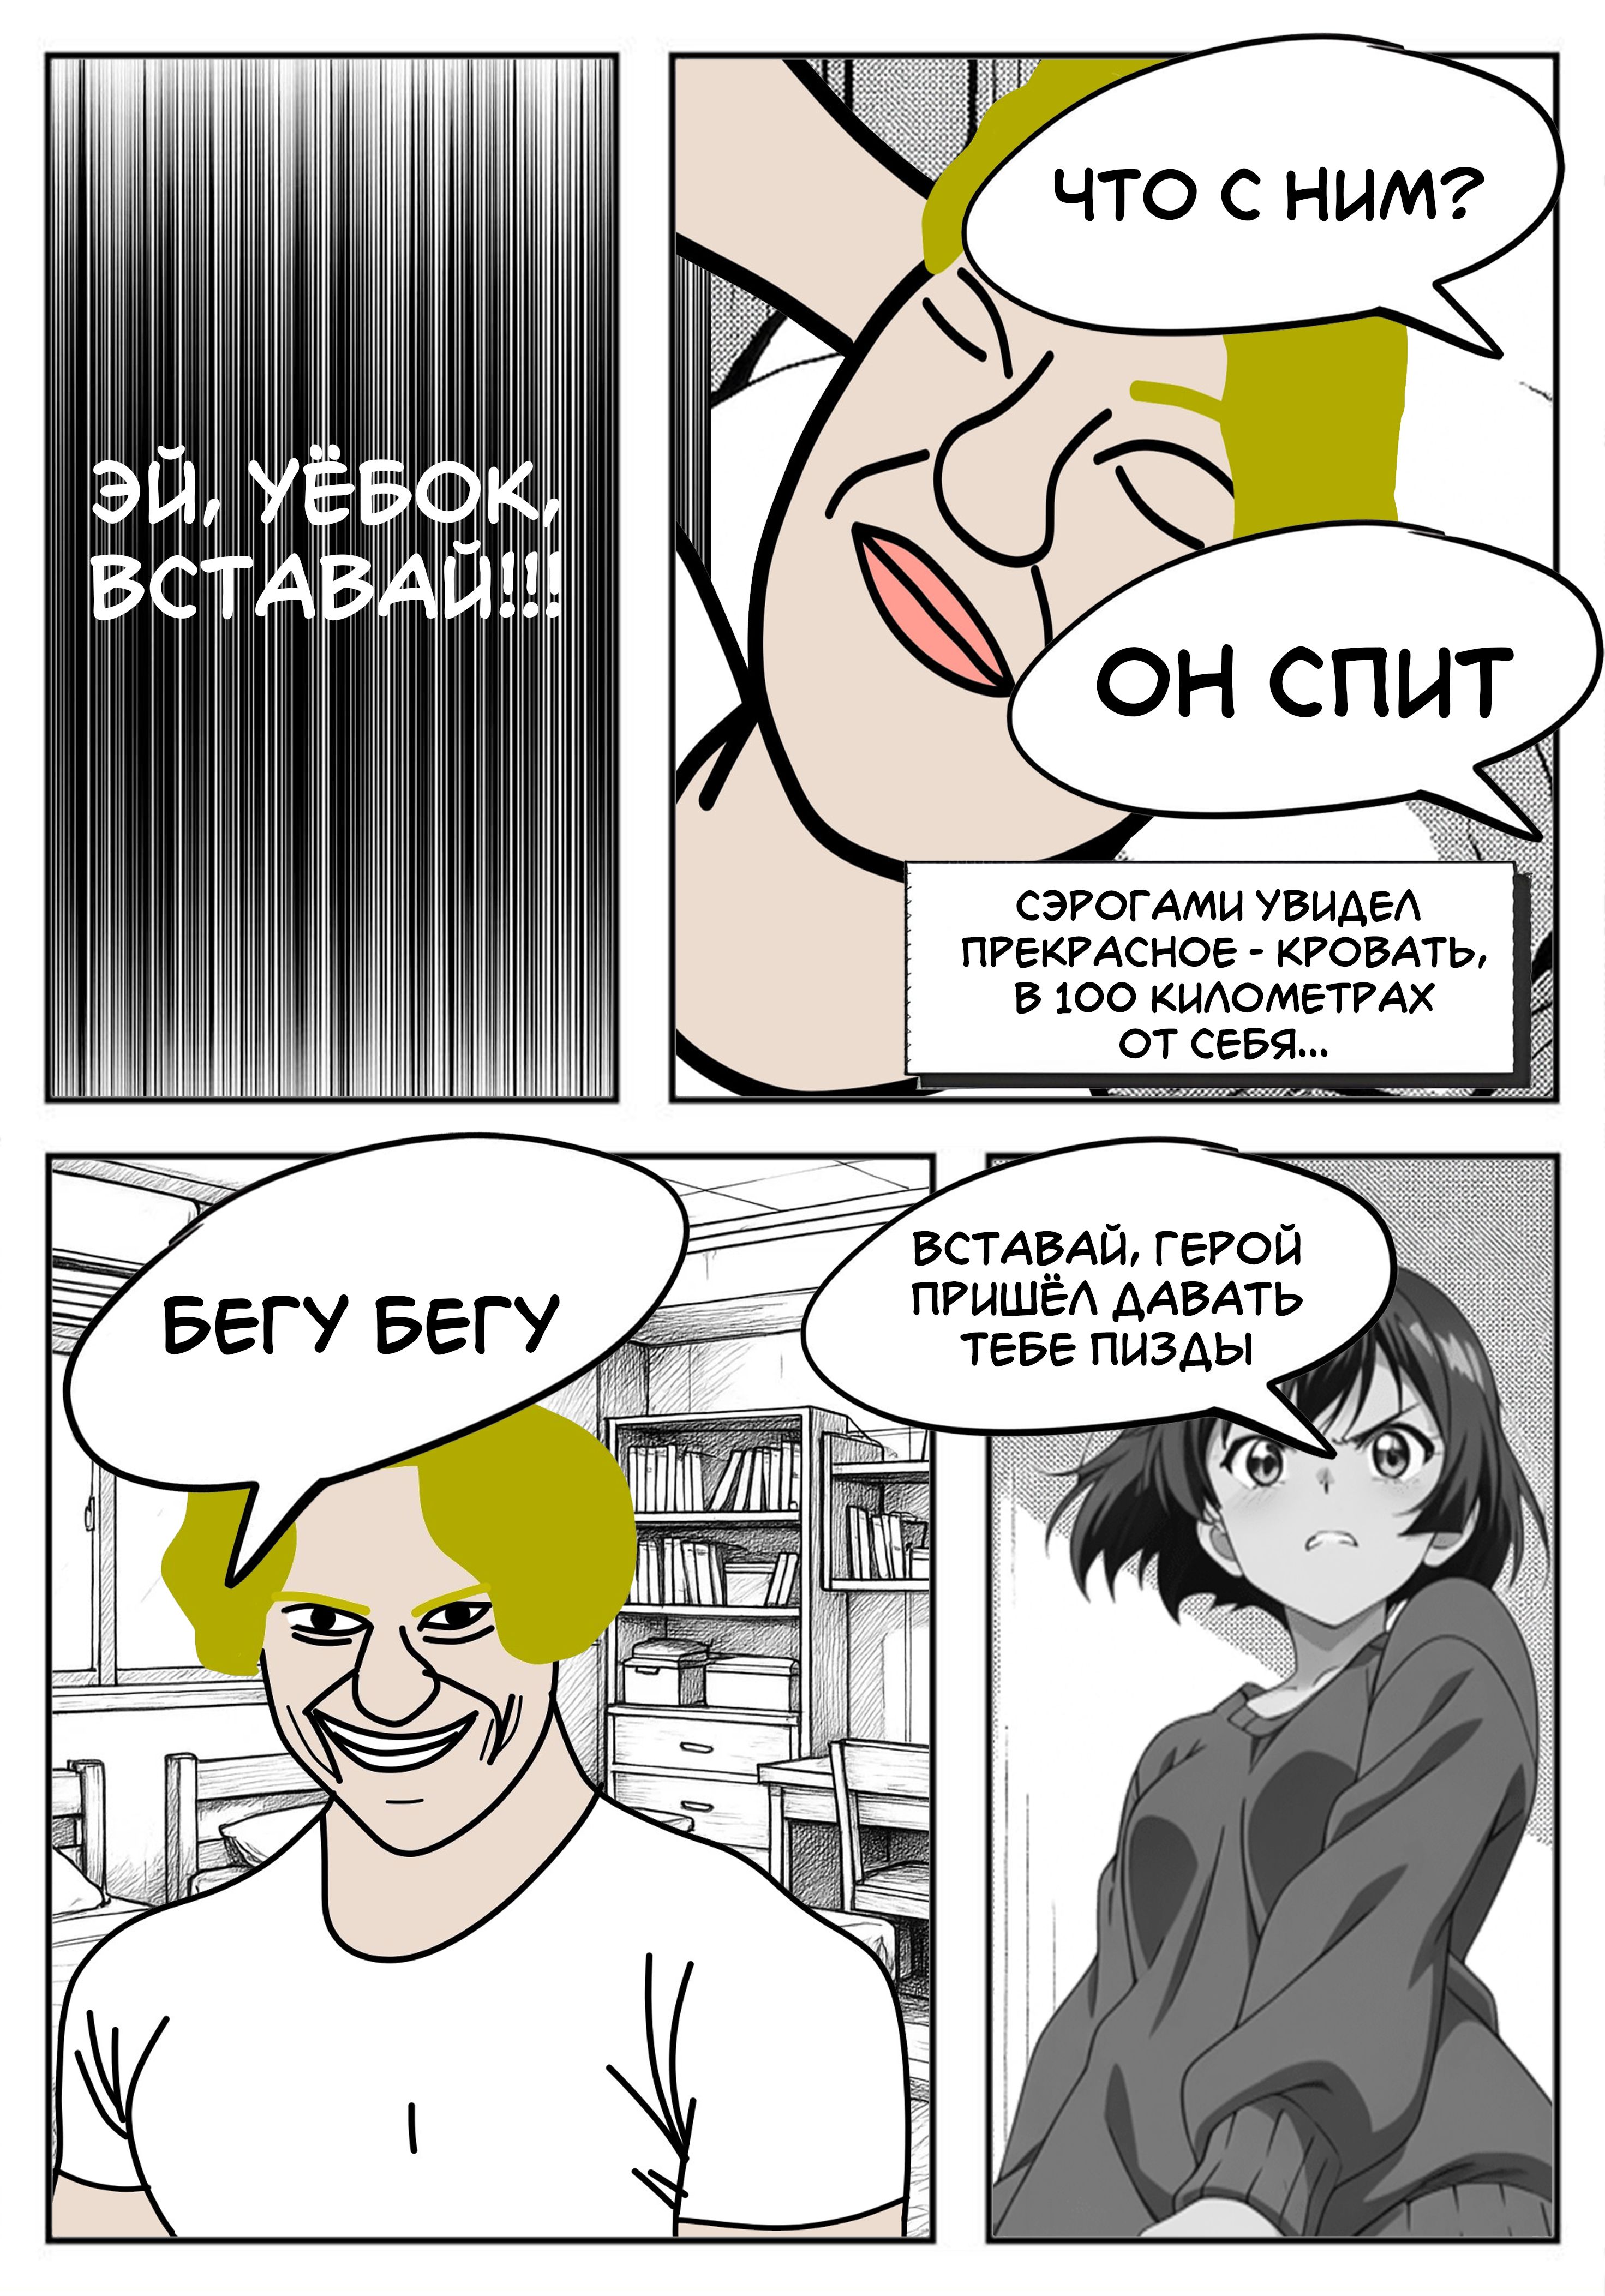 ЭЙ, УЁБОК,
ВСТАВАЙ!!!
ЧТО С НИМ?
ОН СПИТ
СЭРОГАМИ УВИДЕЛ
ПРЕКРАСНОЕ - КРОВАТЬ,
В 100 КИЛОМЕТРАХ
ОТ СЕБЯ...
БЕГУ БЕГУ
ВСТАВАЙ, ГЕРОЙ
ПРИШЁЛ ДАВАТЬ
ТЕБЕ ПИЗДЫ